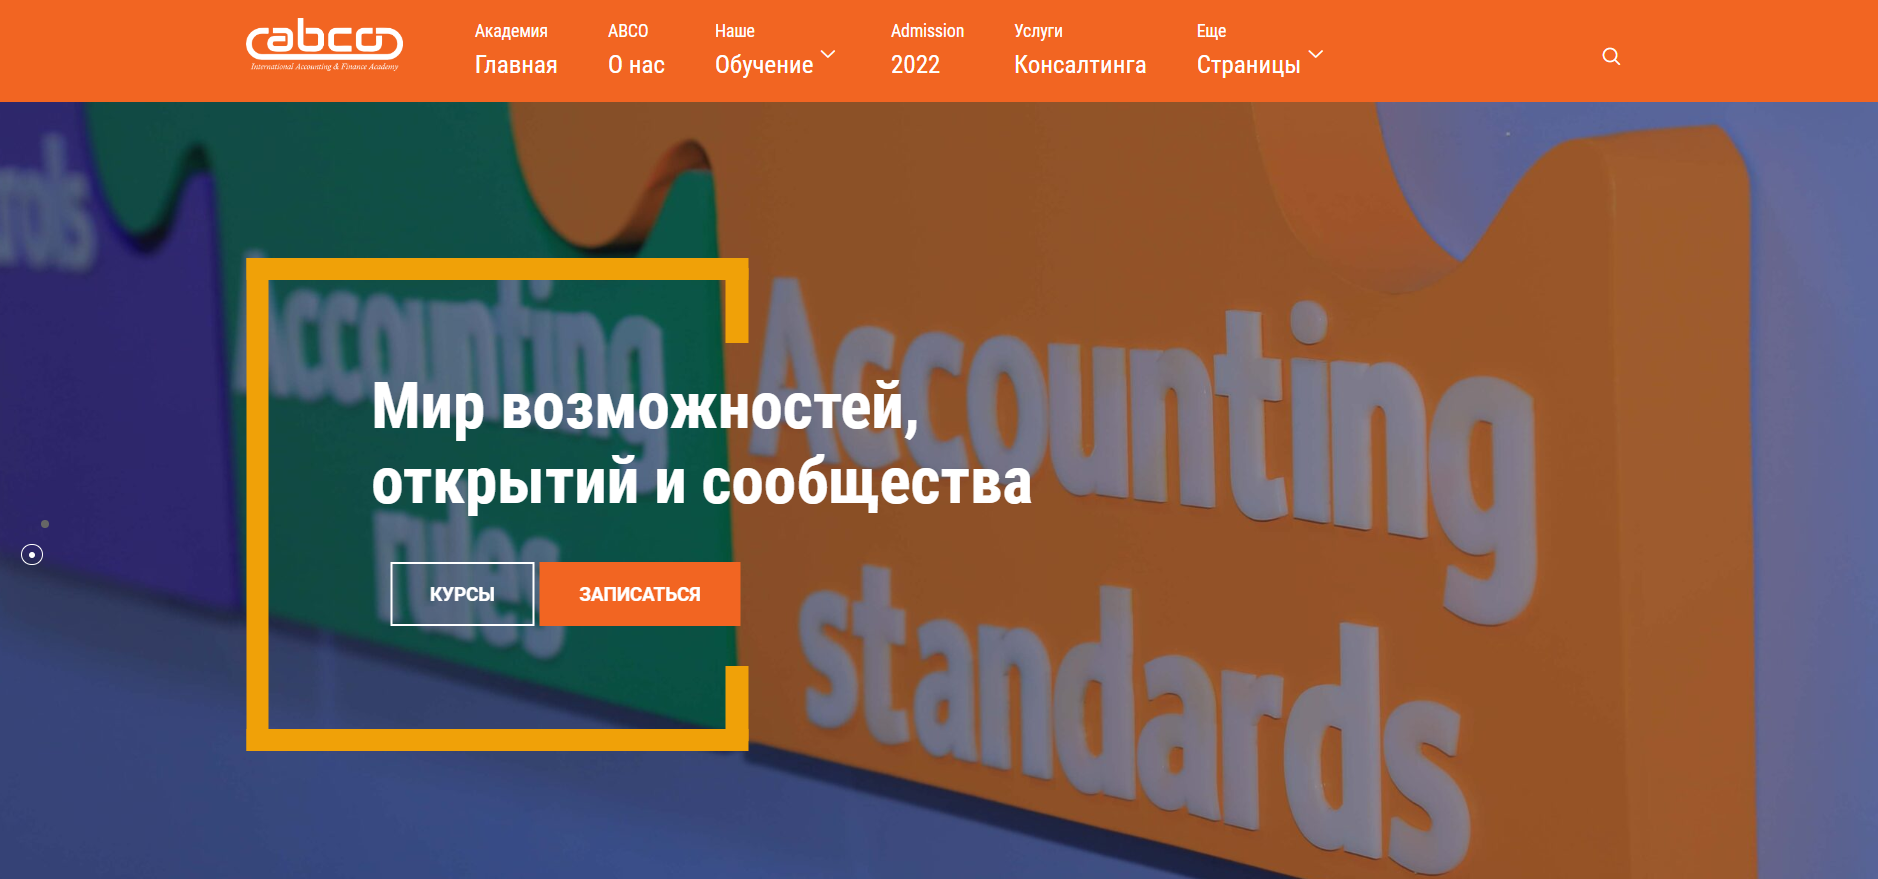 abco
International Accounting & Finance Academy
Академия
Главная
ABCO
О нас
Наше
Обучение
Admission
2022
Услуги
Консалтинга
Еще
Страницы
rols
Accounting
rules
Accounting
standards
Мир возможностей,
открытий и сообщества
КУРСЫ
ЗАПИСАТЬСЯ